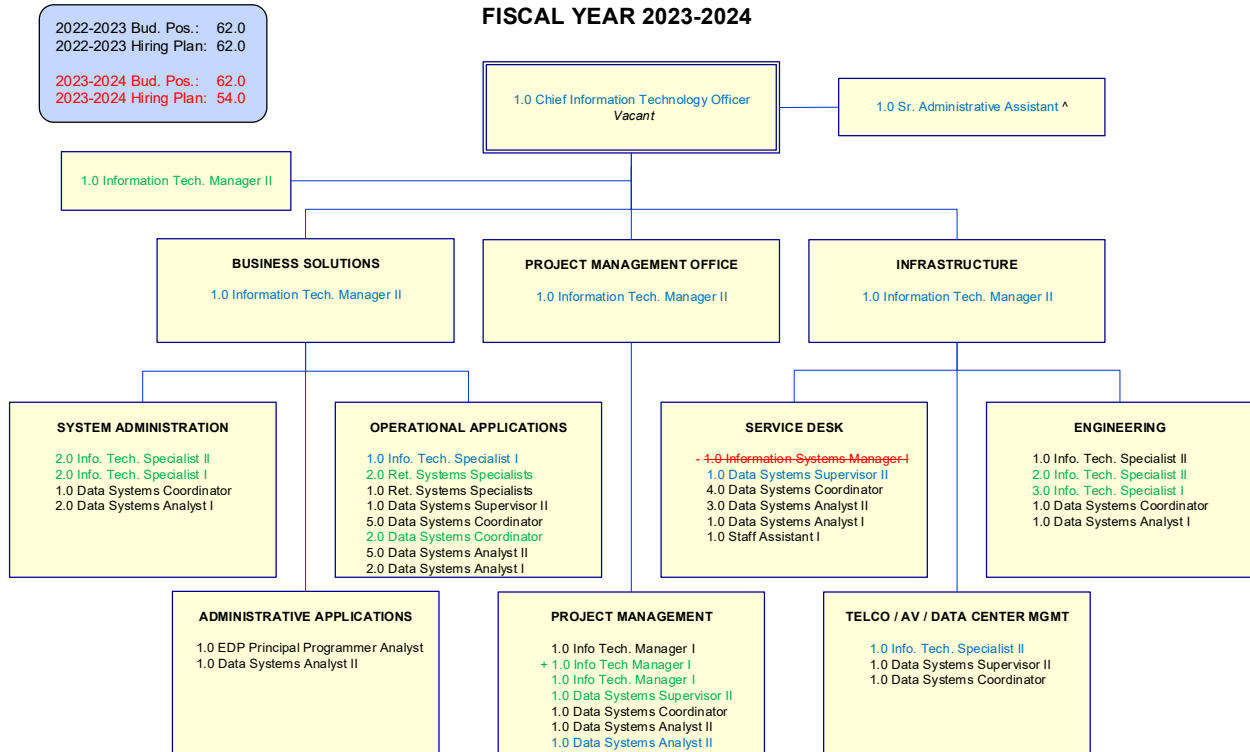 FISCAL YEAR 2023-2024
2022-2023 Bud. Pos.: 62.0
2022-2023 Hiring Plan: 62.0
2023-2024 Bud. Pos.: 62.0
2023-2024 Hiring Plan: 54.0
1.0 Chief Information Technology Officer
Vacant
1.0 Sr. Administrative Assistant ^
1.0 Information Tech. Manager II
BUSINESS SOLUTIONS
1.0 Information Tech. Manager II
PROJECT MANAGEMENT OFFICE
1.0 Information Tech. Manager II
INFRASTRUCTURE
1.0 Information Tech. Manager II
SYSTEM ADMINISTRATION
2.0 Info. Tech. Specialist II
2.0 Info. Tech. Specialist I
1.0 Data Systems Coordinator
2.0 Data Systems Analyst I
OPERATIONAL APPLICATIONS
1.0 Info. Tech. Specialist I
2.0 Ret. Systems Specialists
1.0 Ret. Systems Specialists
1.0 Data Systems Supervisor II
5.0 Data Systems Coordinator
2.0 Data Systems Coordinator
5.0 Data Systems Analyst II
2.0 Data Systems Analyst I
SERVICE DESK
- 1.0 Information Systems Manager I
1.0 Data Systems Supervisor II
4.0 Data Systems Coordinator
3.0 Data Systems Analyst II
1.0 Data Systems Analyst I
1.0 Staff Assistant I
ENGINEERING
1.0 Info. Tech. Specialist II
2.0 Info. Tech. Specialist II
3.0 Info. Tech. Specialist I
1.0 Data Systems Coordinator
1.0 Data Systems Analyst I
ADMINISTRATIVE APPLICATIONS
1.0 EDP Principal Programmer Analyst
1.0 Data Systems Analyst II
PROJECT MANAGEMENT
1.0 Info Tech. Manager I
+ 1.0 Info Tech Manager I
1.0 Info Tech. Manager I
1.0 Data Systems Supervisor II
1.0 Data Systems Coordinator
1.0 Data Systems Analyst II
1.0 Data Systems Analyst II
TELCO / AV / DATA CENTER MGMT
1.0 Info. Tech. Specialist II
1.0 Data Systems Supervisor II
1.0 Data Systems Coordinator